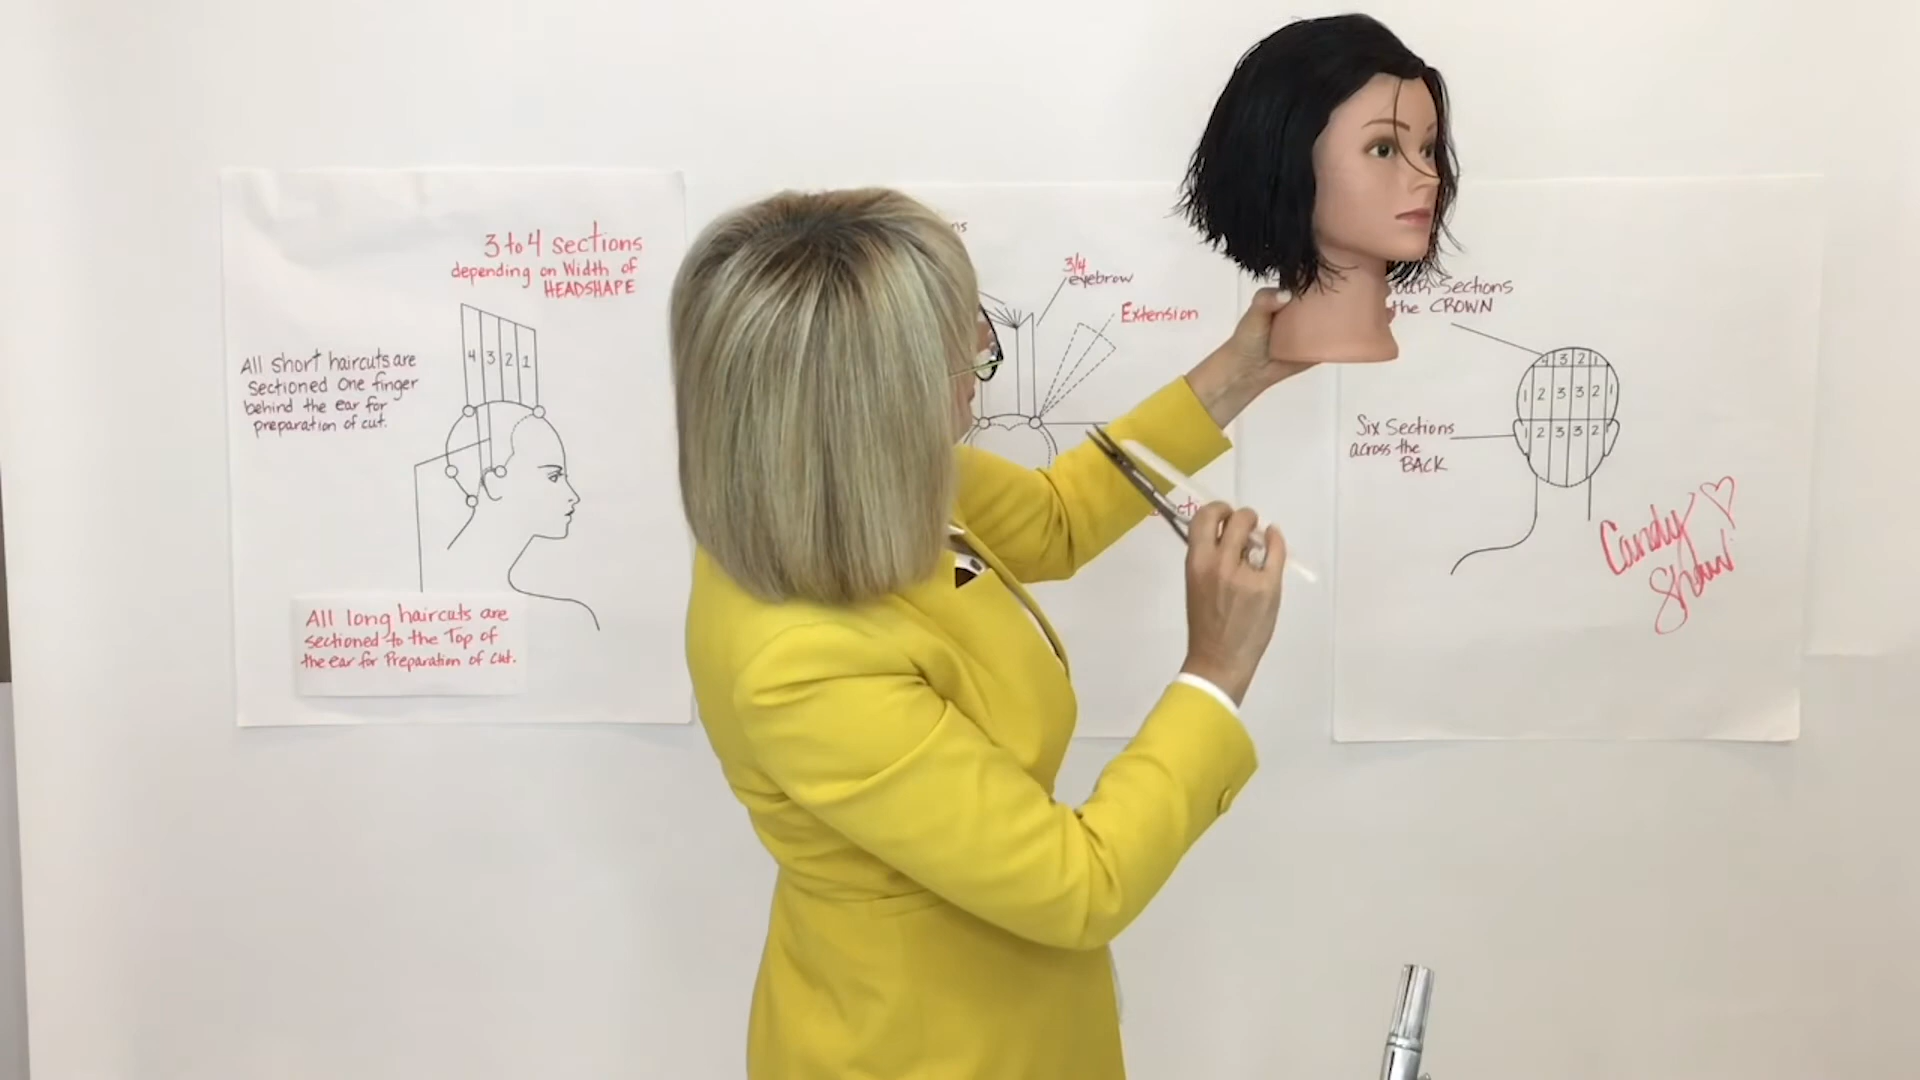 3 to 4 sections
depending on Width of
HEADSHAPE
4 3 2 1
All short haircuts are
sectioned one finger
behind the ear for
preparation of cut.
All long haircuts are
sectioned to the Top of
the ear for Preparation of cut.
3/4
eyebrow
Extension
Sections
the CROWN
4 3 2 1
1 2 3 3 2 1
1 2 3 3 2 1
Six Sections
across the
BACK
Candy
Shaw